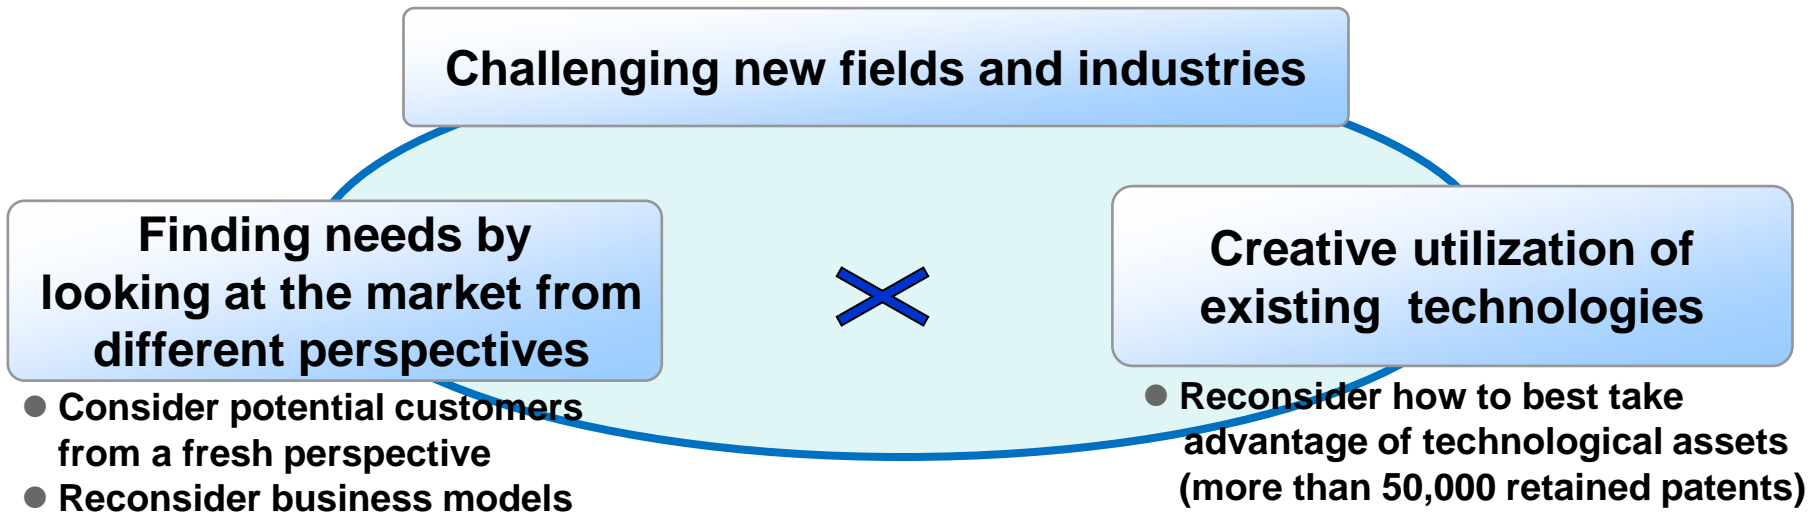 Challenging new fields and industries
Finding needs by
looking at the market from
different perspectives
Creative utilization of
existing technologies
● Consider potential customers
from a fresh perspective
● Reconsider business models
● Reconsider how to best take
advantage of technological assets
(more than 50,000 retained patents)